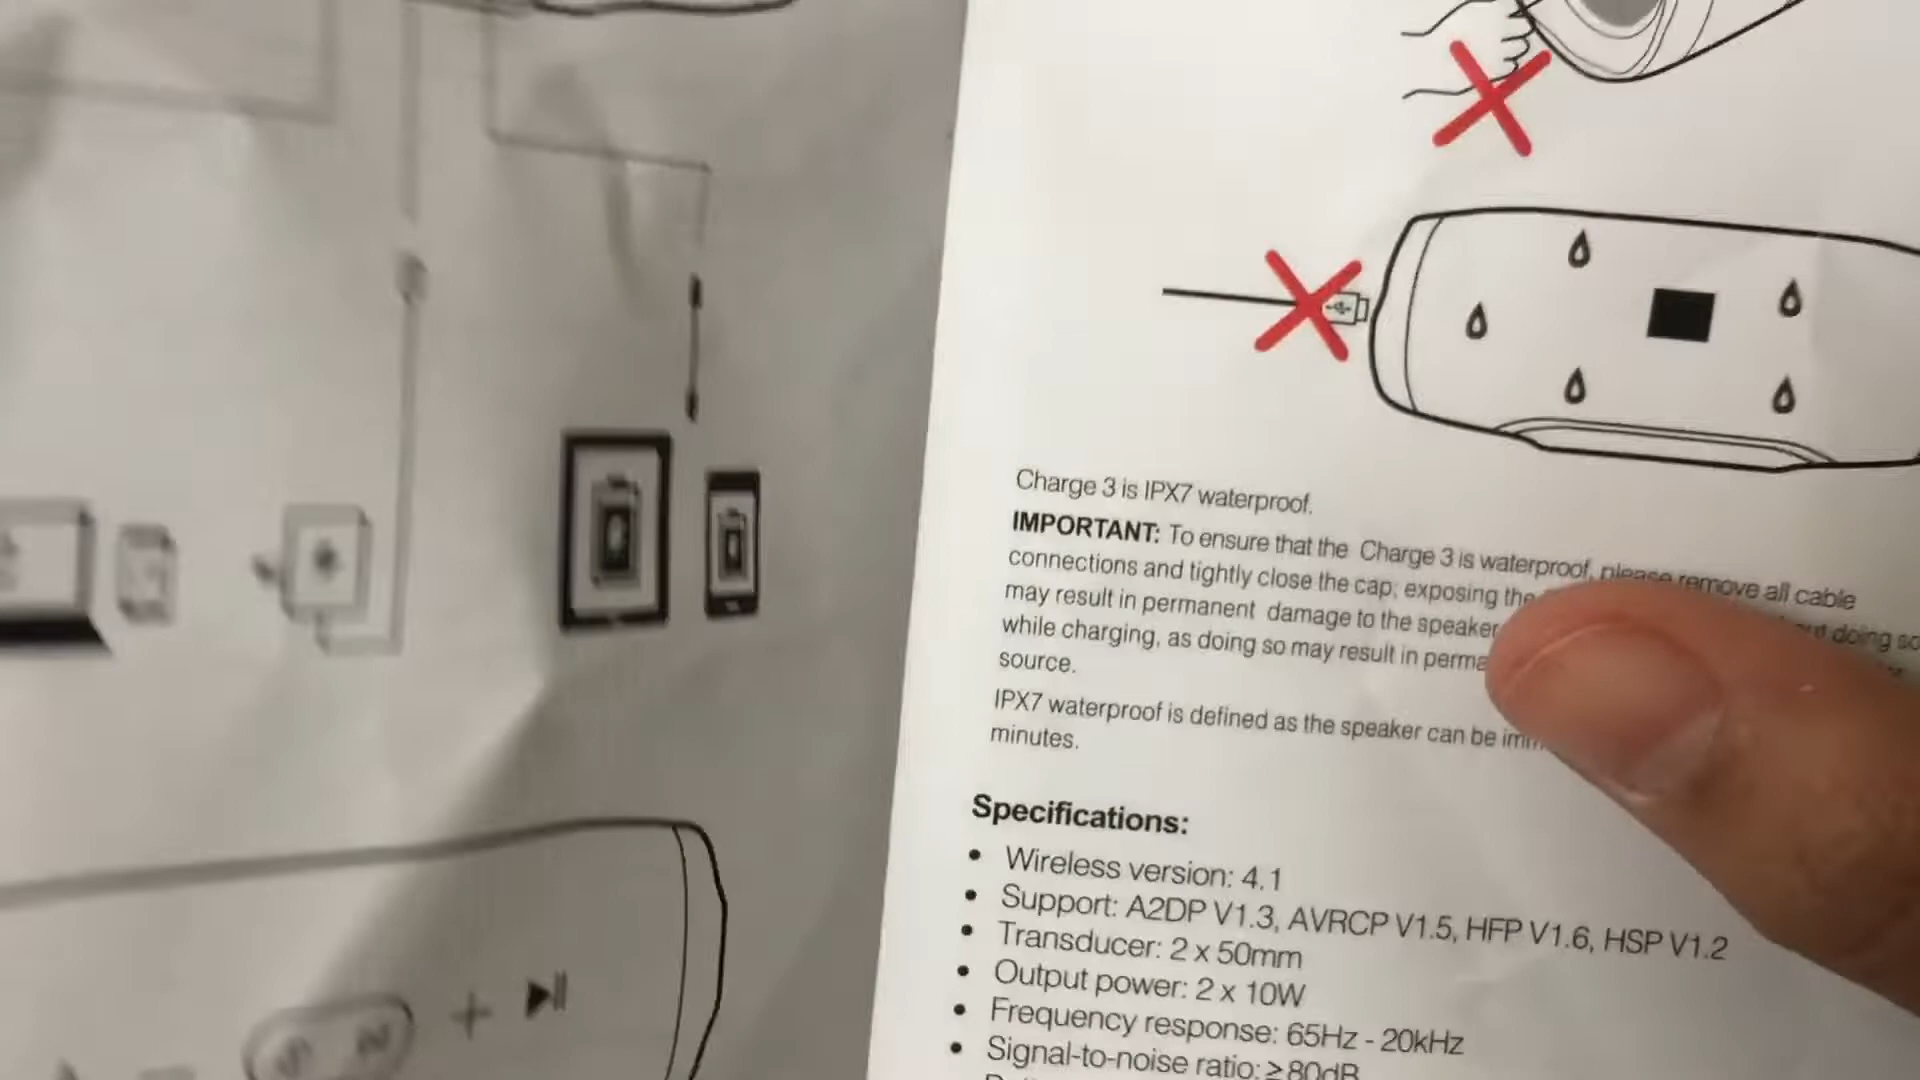 Charge 3 is IPX7 waterproof.
IMPORTANT: To ensure that the Charge 3 is waterproof, please remove all cable
connections and tightly close the cap; exposing the doing so
may result in permanent damage to the speaker
while charging, as doing so may result in
source.
IPX7 waterproof is defined as the speaker can be
minutes.
Specifications:
• Wireless version: 4.1
• Support: A2DP V1.3, AVRCP V1.5, HFP V1.6, HSP V1.2
• Transducer: 2 x 50mm
• Output power: 2 x 10W
• Frequency response: 65Hz - 20kHz
• Signal-to-noise ratio: ≥80dB